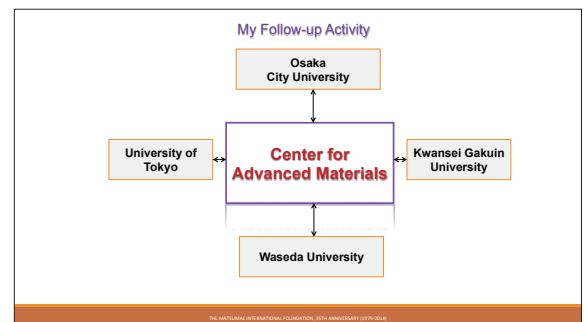 My Follow-up Activity
Osaka
City University
University of
Tokyo
Center for
Advanced Materials
Kwansei Gakuin
University
Waseda University
THE MATSUMAE INTERNATIONAL FOUNDATION, 35TH ANNIVERSARY (1979-2014)